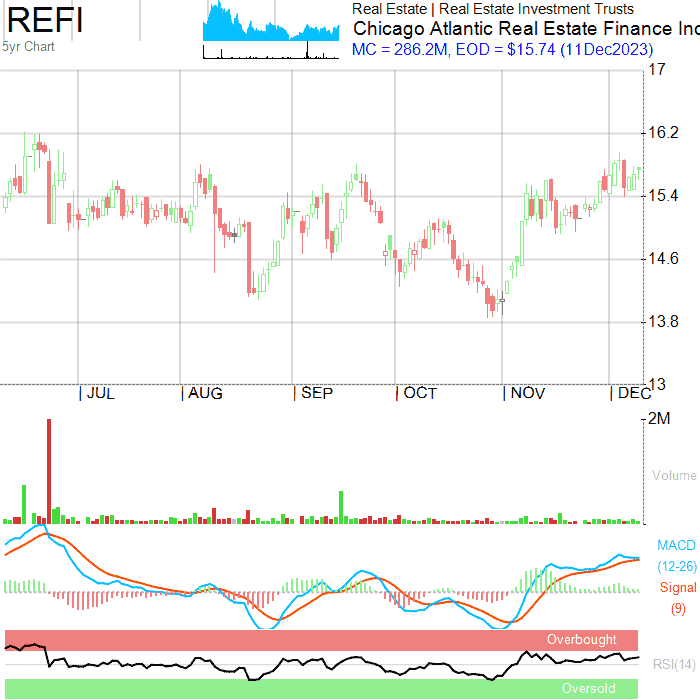 REFI
5yr Chart
Real Estate | Real Estate Investment Trusts
Chicago Atlantic Real Estate Finance Inc
MC = 286.2M, EOD = $15.74 (11Dec2023)
17
16.2
15.4
14.6
13.8
13
| JUL | AUG | SEP | OCT | NOV | DEC
2M
Volume
MACD
(12-26)
Signal
(9)
Overbought
RSI(14)
Oversold